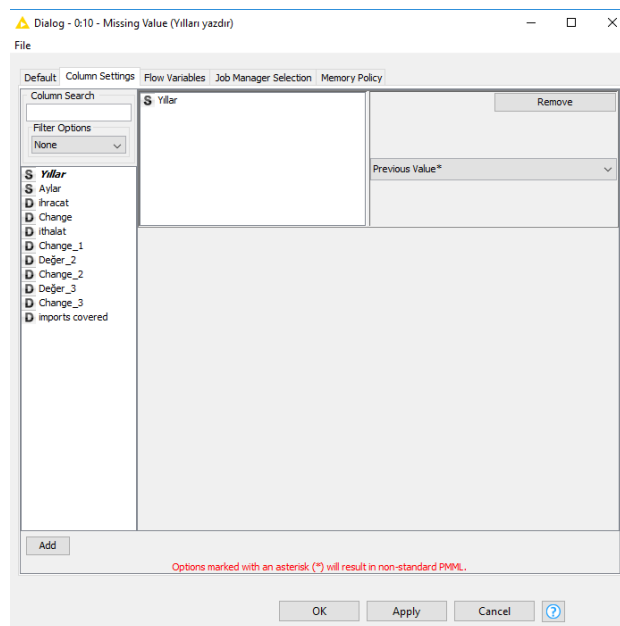 Dialog - 0:10 - Missing Value (Yılları yazdır)
File
Default Column Settings Flow Variables Job Manager Selection Memory Policy
Column Search
Filter Options
None
S Yıllar
S Aylar
D ihracat
D Change
D ithalat
D Change_1
D Değer_2
D Change_2
D Değer_3
D Change_3
D imports covered
S Yıllar
Remove
Previous Value*
Add
Options marked with an asterisk (*) will result in non-standard PMML.
OK Apply Cancel ?